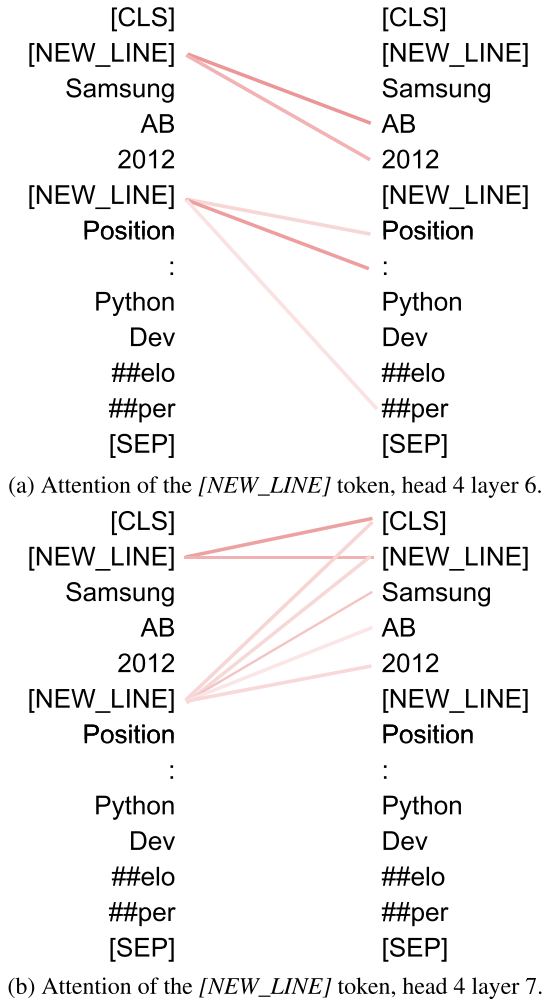 [CLS] [CLS]
[NEW_LINE] [NEW_LINE]
Samsung Samsung
AB AB
2012 2012
[NEW_LINE] [NEW_LINE]
Position Position
: :
Python Python
Dev Dev
##elo ##elo
##per ##per
[SEP] [SEP]
(a) Attention of the [NEW_LINE] token, head 4 layer 6.
[CLS] [CLS]
[NEW_LINE] [NEW_LINE]
Samsung Samsung
AB AB
2012 2012
[NEW_LINE] [NEW_LINE]
Position Position
: :
Python Python
Dev Dev
##elo ##elo
##per ##per
[SEP] [SEP]
(b) Attention of the [NEW_LINE] token, head 4 layer 7.